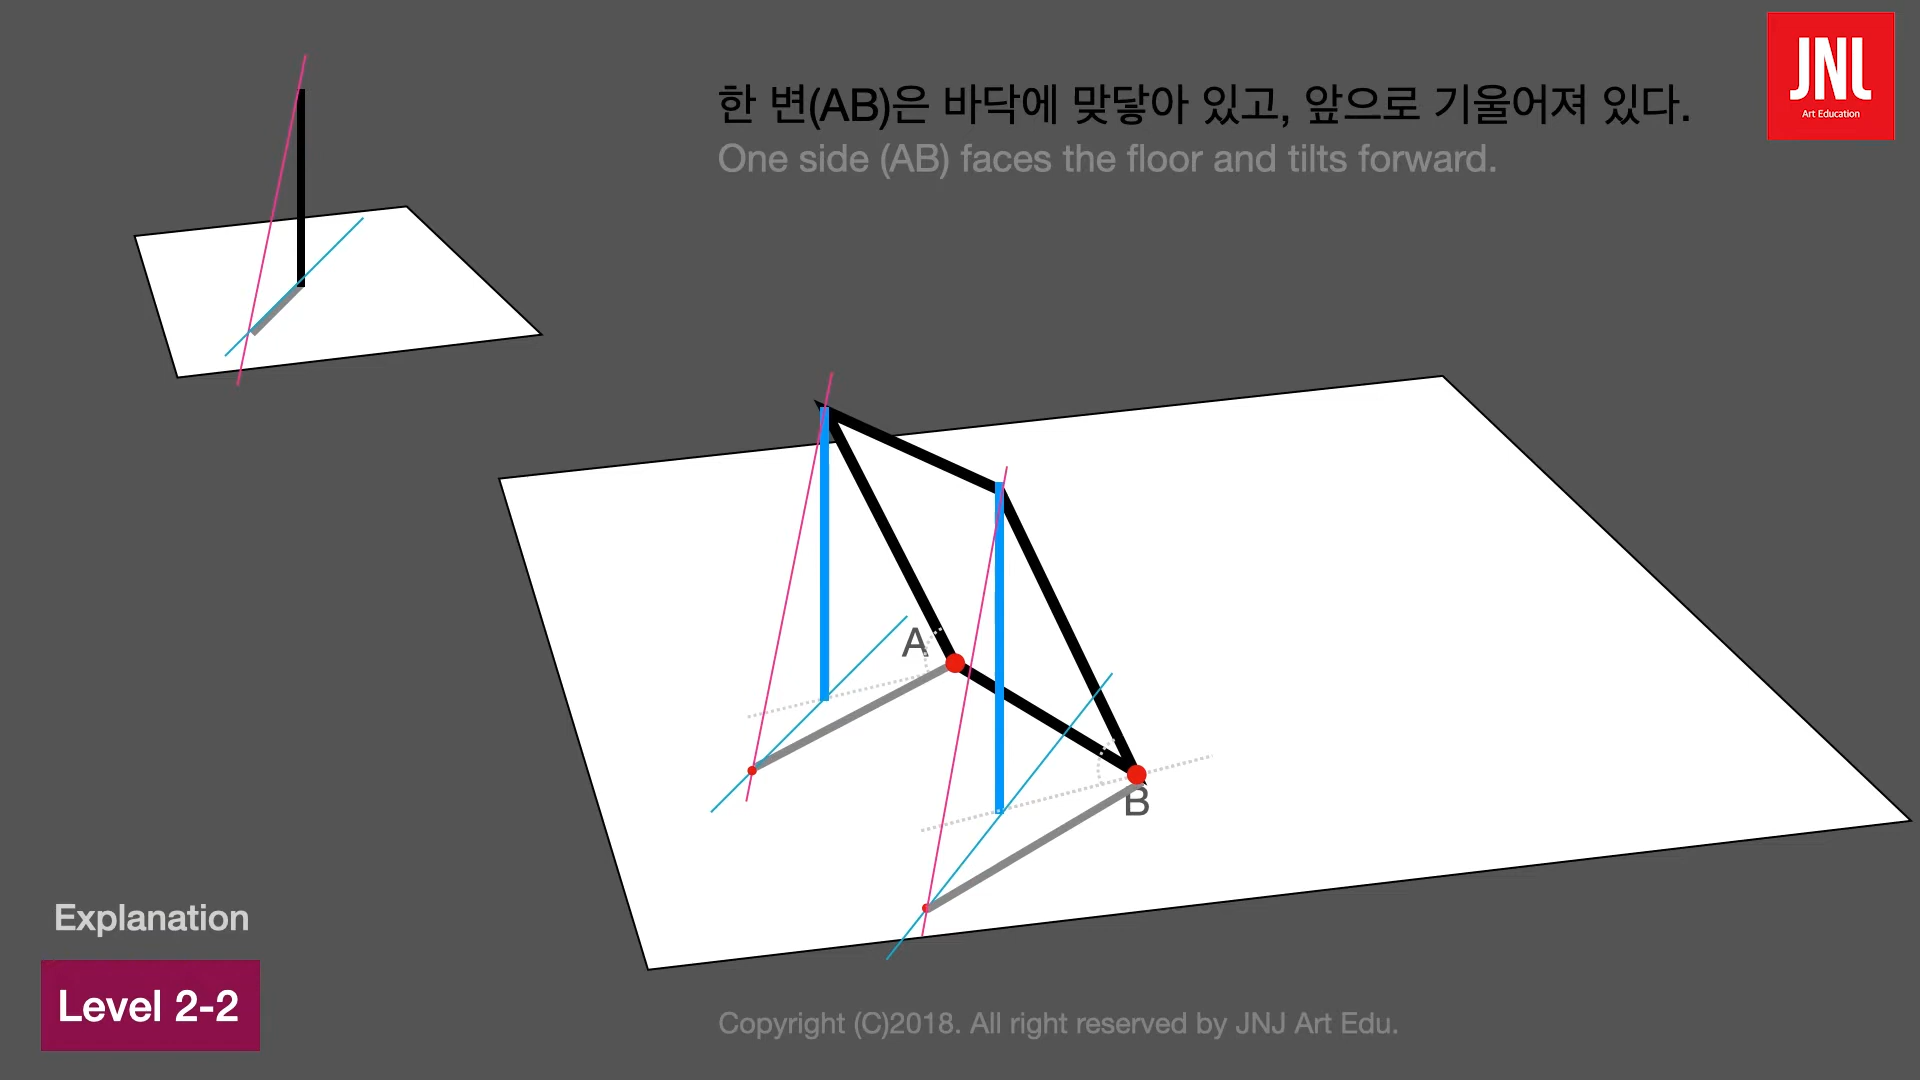 JNL
Art Education
한 변(AB)은 바닥에 맞닿아 있고, 앞으로 기울어져 있다.
One side (AB) faces the floor and tilts forward.
A
B
Explanation
Level 2-2
Copyright (C)2018. All right reserved by JNJ Art Edu.